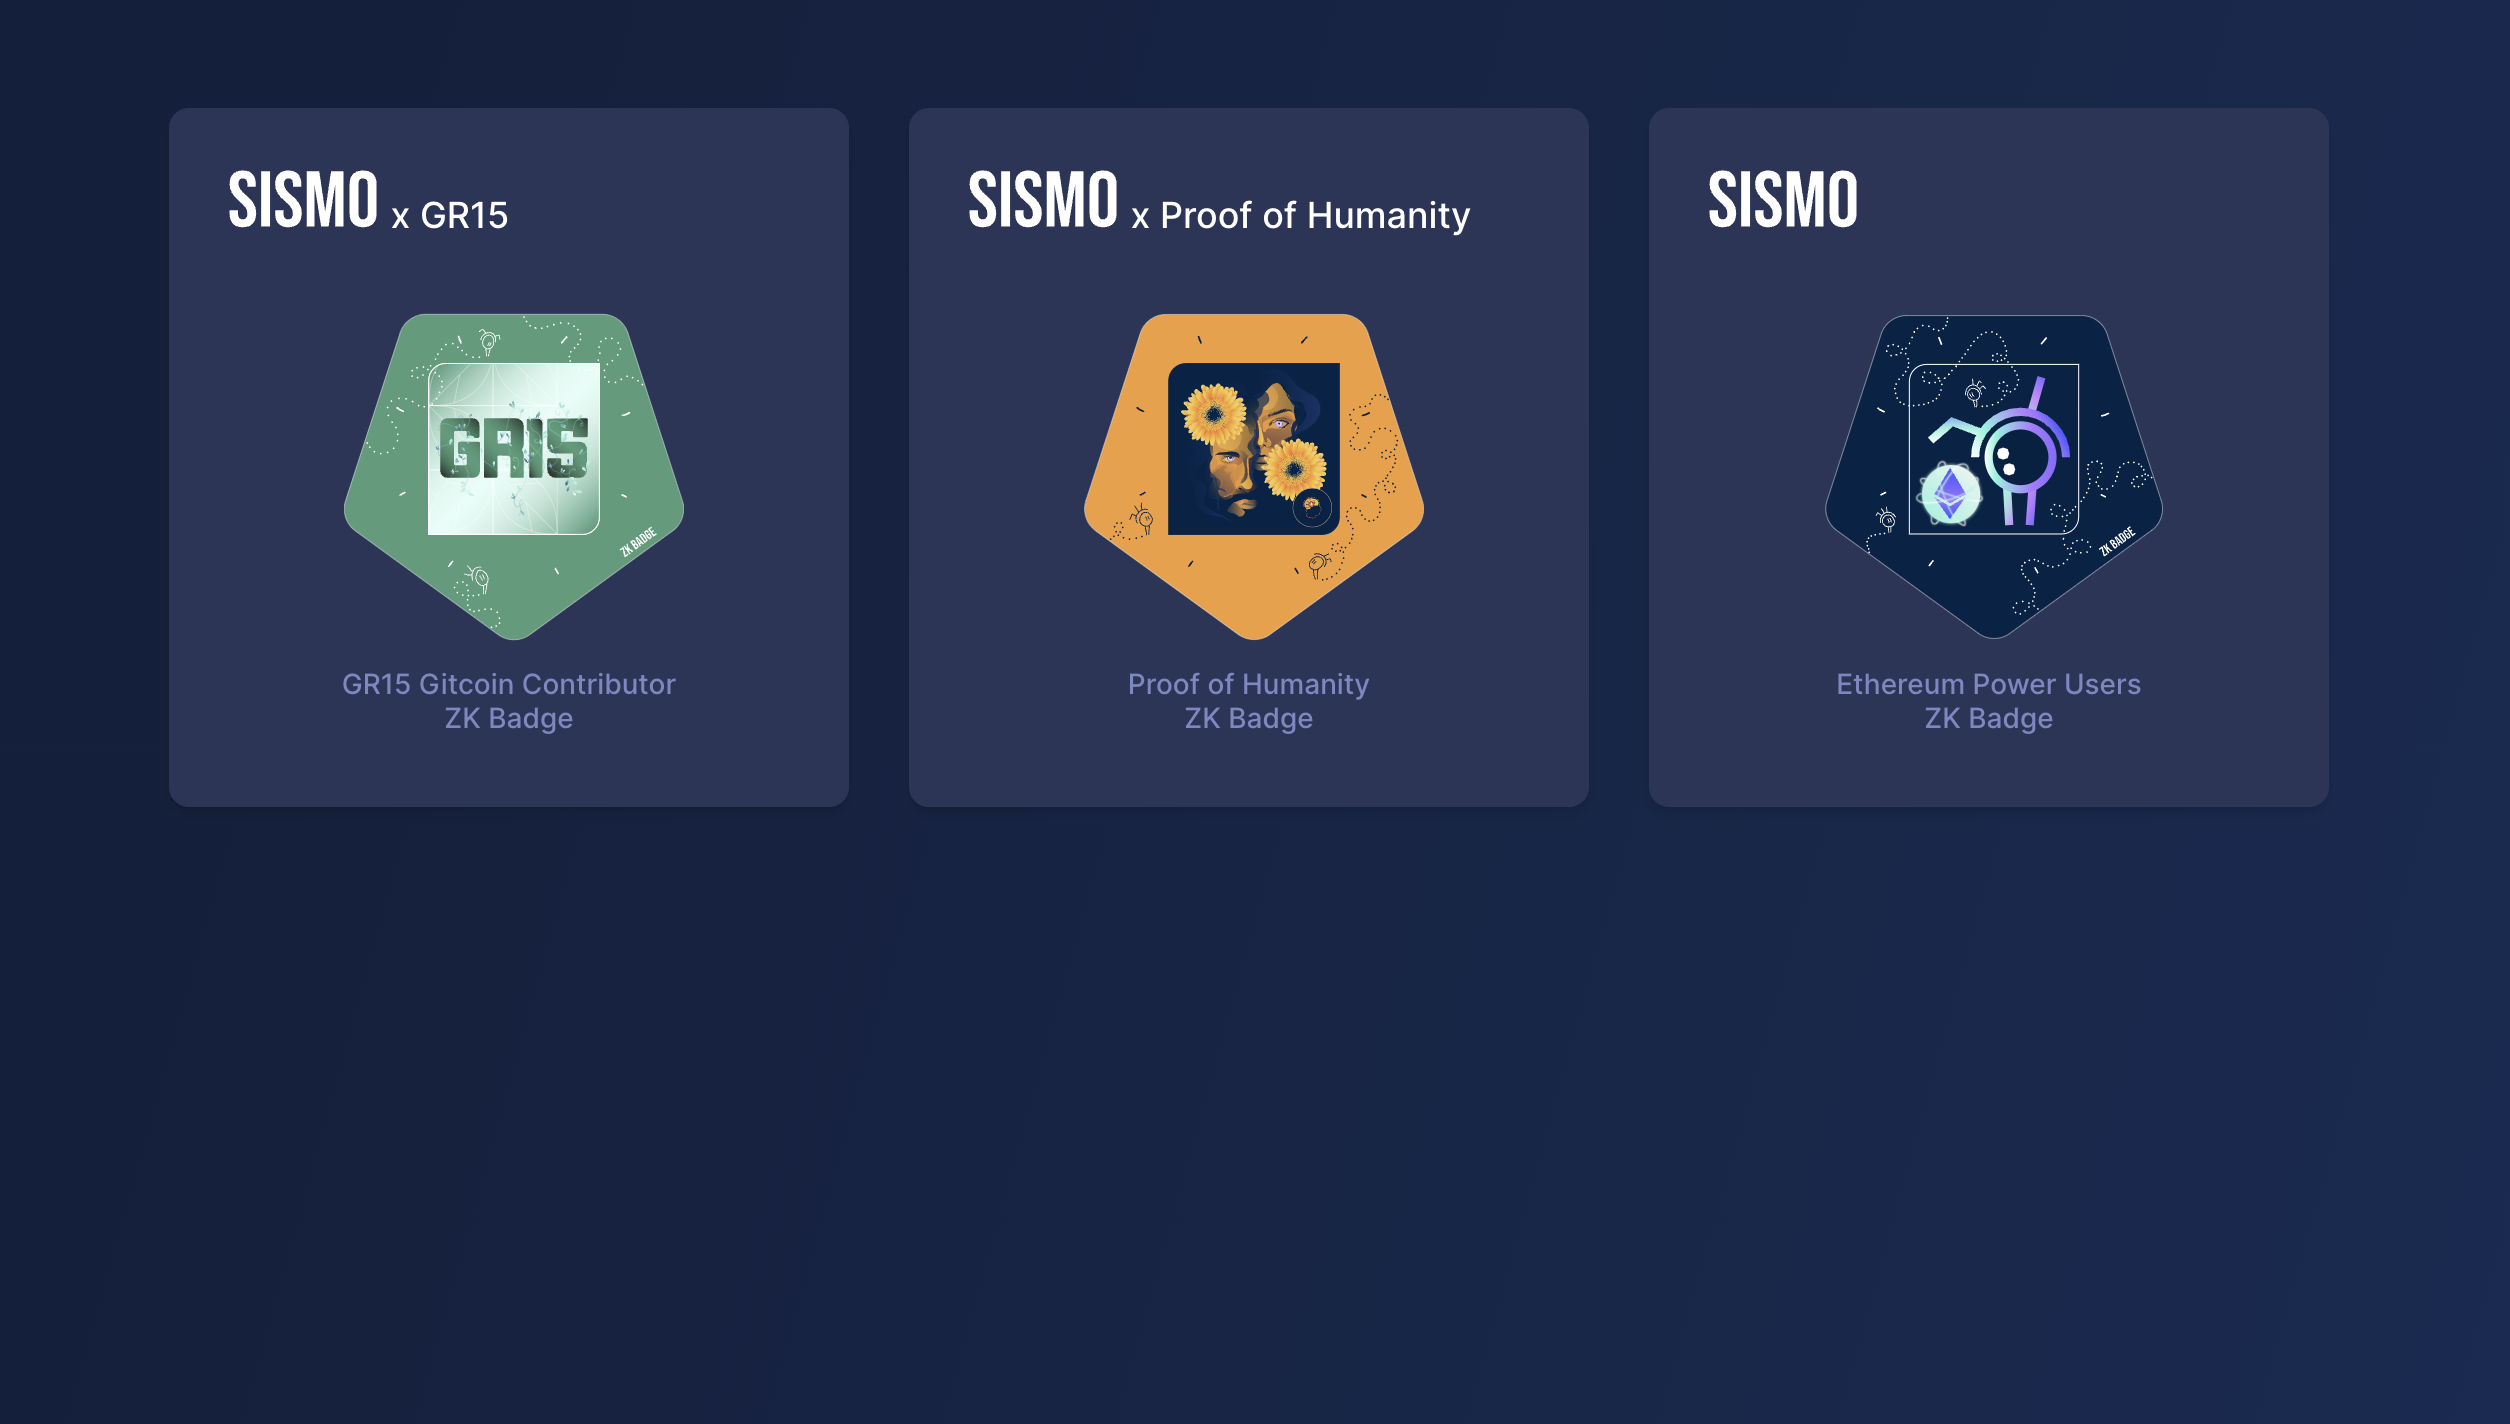 SISMO x GR15
GR15
ZK BADGE
GR15 Gitcoin Contributor
ZK Badge
SISMO x Proof of Humanity
Proof of Humanity
ZK Badge
SISMO
ZK BADGE
Ethereum Power Users
ZK Badge